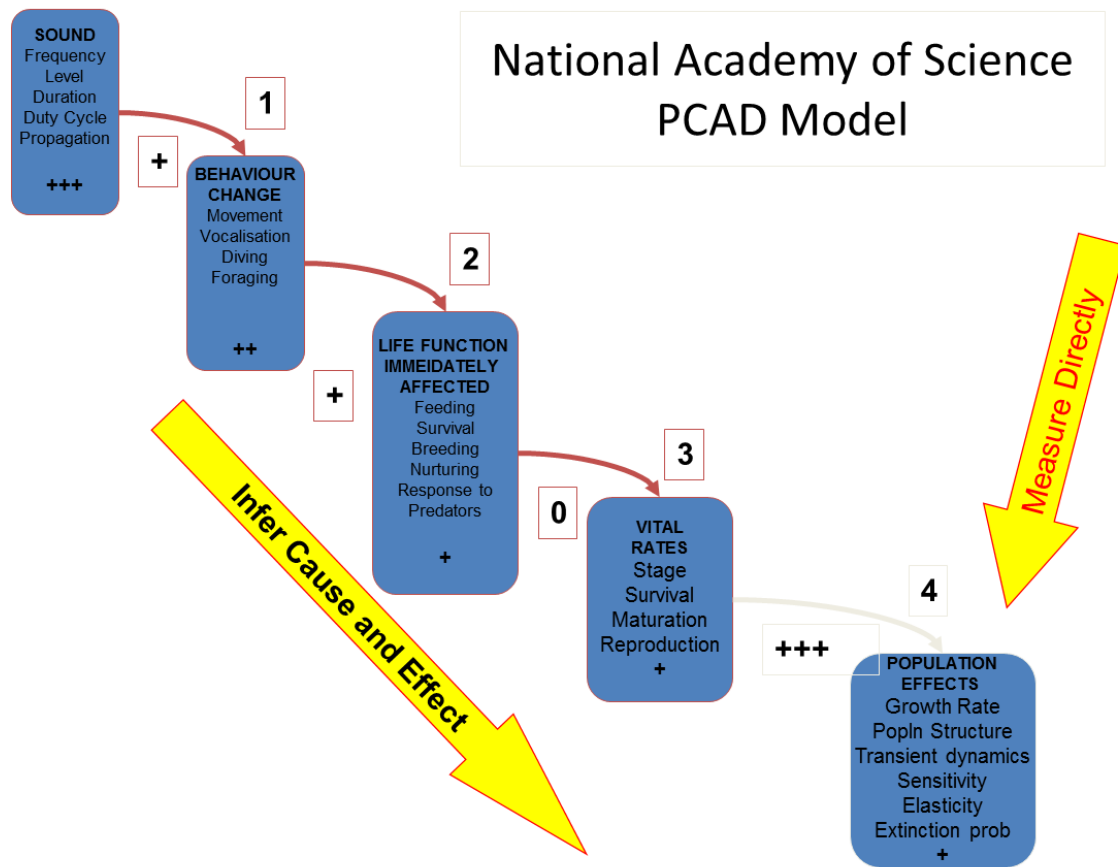 National Academy of Science
PCAD Model
SOUND
Frequency
Level
Duration
Duty Cycle
Propagation
+++
1
+
BEHAVIOUR
CHANGE
Movement
Vocalisation
Diving
Foraging
++
2
+
LIFE FUNCTION
IMMEIDATELY
AFFECTED
Feeding
Survival
Breeding
Nurturing
Response to
Predators
+
3
0
VITAL
RATES
Stage
Survival
Maturation
Reproduction
+
4
+++
POPULATION
EFFECTS
Growth Rate
Popln Structure
Transient dynamics
Sensitivity
Elasticity
Extinction prob
+
Infer Cause and Effect
Measure Directly